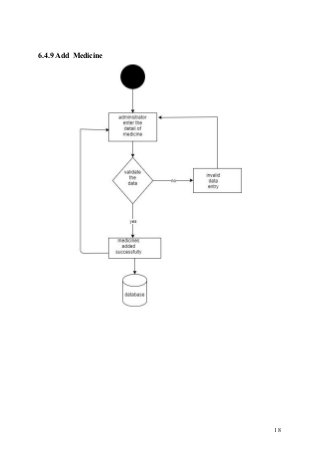 6.4.9 Add Medicine
administrator
enter the
detail of
medicine
validate
the
data
no
invalid
data
entry
yes
medicines
added
successfully
database
18